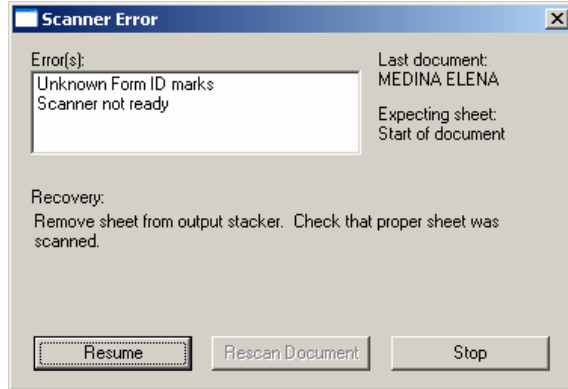 Scanner Error
Error(s):
Unknown Form ID marks
Scanner not ready
Last document:
MEDINA ELENA
Expecting sheet:
Start of document
Recovery:
Remove sheet from output stacker.  Check that proper sheet was
scanned.
Resume
Rescan Document
Stop